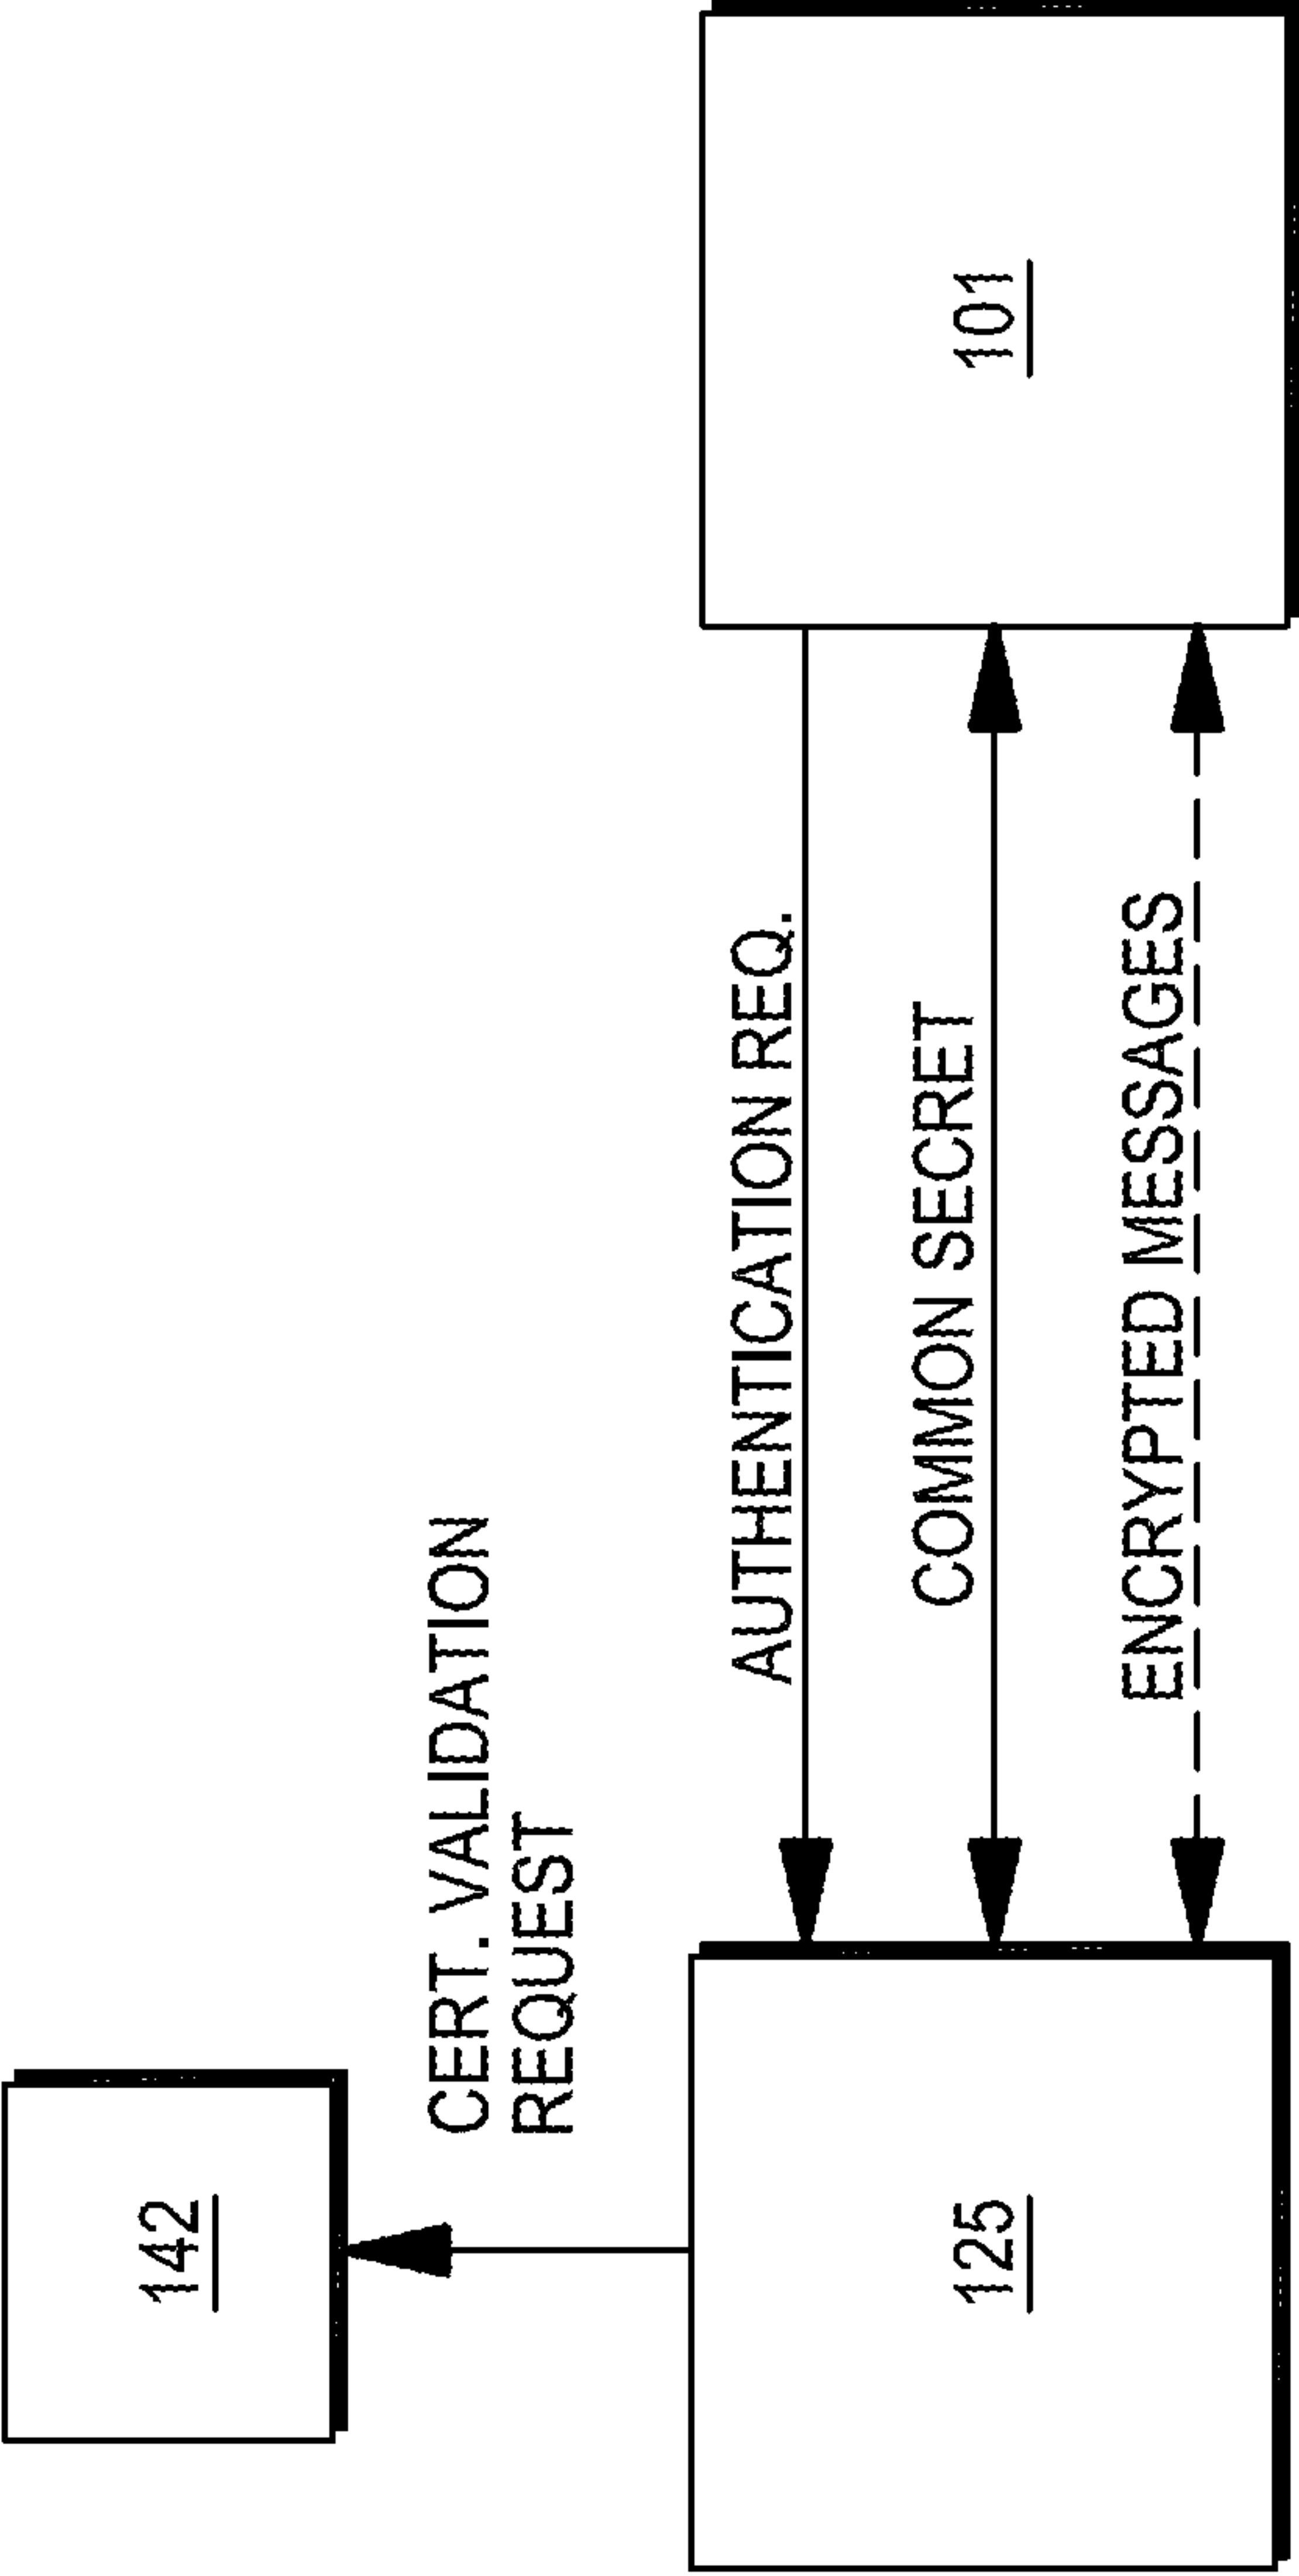 142
CERT. VALIDATION
REQUEST
125
AUTHENTICATION REQ.
COMMON SECRET
ENCRYPTED MESSAGES
101